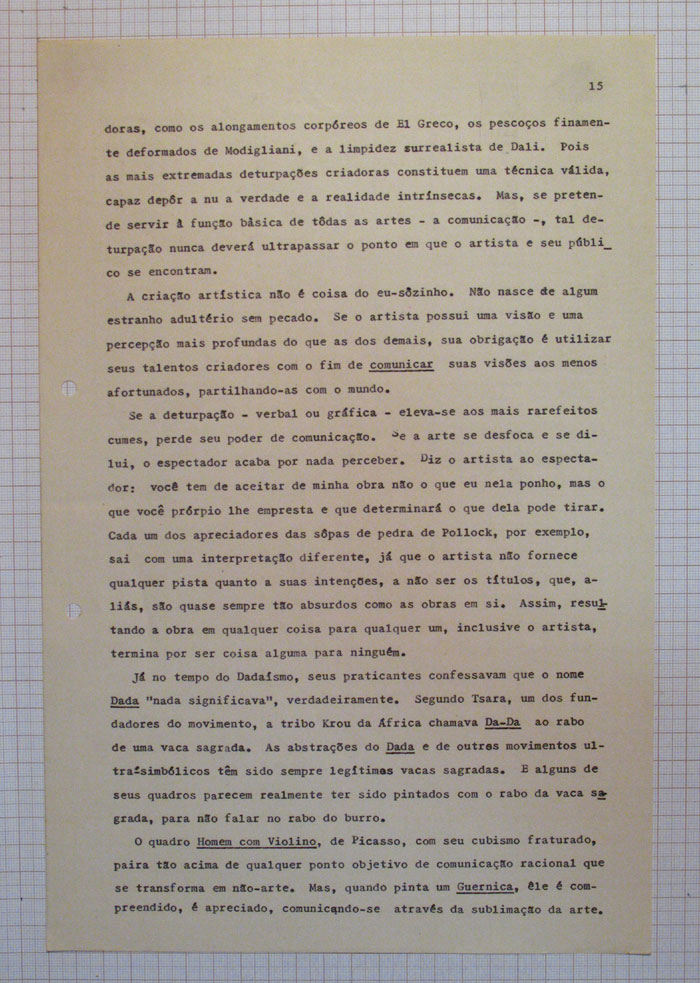 15
doras, como os alongamentos corpóreos de El Greco, os pescoços finamen-
te deformados de Modigliani, e a limpidez surrealista de Dali. Pois
as mais extremadas deturpações criadoras constituem uma técnica válida,
capaz depôr a nu a verdade e a realidade intrínsecas. Mas, se preten-
de servir à função básica de tôdas as artes - a comunicação -, tal de-
turpação nunca deverá ultrapassar o ponto em que o artista e seu públi_
co se encontram.
A criação artística não é coisa do eu-sòzinho. Não nasce de algum
estranho adultério sem pecado. Se o artista possui uma visão e uma
percepção mais profundas do que as dos demais, sua obrigação é utilizar
seus talentos criadores com o fim de comunicar suas visões aos menos
afortunados, partilhando-as com o mundo.
Se a deturpação - verbal ou gráfica - eleva-se aos mais rarefeitos
cumes, perde seu poder de comunicação. Se a arte se desfoca e se di-
lui, o espectador acaba por nada perceber. Diz o artista ao especta-
dor: você tem de aceitar de minha obra não o que eu nela ponho, mas o
que você prórpio lhe empresta e que determinará o que dela pode tirar.
Cada um dos apreciadores das sôpas de pedra de Pollock, por exemplo,
sai com uma interpretação diferente, já que o artista não fornece
qualquer pista quanto a suas intenções, a não ser os títulos, que, a-
liás, são quase sempre tão absurdos como as obras em si. Assim, resul-
tando a obra em qualquer coisa para qualquer um, inclusive o artista,
termina por ser coisa alguma para ninguém.
Já no tempo do Dadaísmo, seus praticantes confessavam que o nome
Dada "nada significava", verdadeiramente. Segundo Tsara, um dos fun-
dadores do movimento, a tribo Krou da África chamava Da-Da ao rabo
de uma vaca sagrada. As abstrações do Dada e de outros movimentos ul-
trassimbólicos têm sido sempre legítimas vacas sagradas. E alguns de
seus quadros parecem realmente ter sido pintados com o rabo da vaca sa-
grada, para não falar no rabo do burro.
O quadro Homem com Violino, de Picasso, com seu cubismo fraturado,
paira tão acima de qualquer ponto objetivo de comunicação racional que
se transforma em não-arte. Mas, quando pinta um Guernica, êle é com-
preendido, é apreciado, comunicando-se através da sublimação da arte.